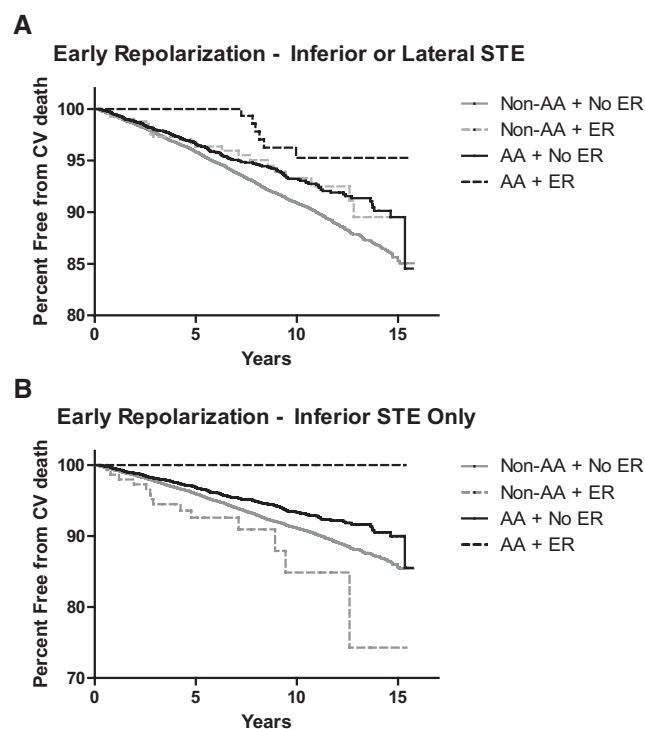 A
Early Repolarization - Inferior or Lateral STE
Percent Free from CV death
100
95
90
85
80
0 5 10 15
Years
Non-AA + No ER
Non-AA + ER
AA + No ER
AA + ER
B
Early Repolarization - Inferior STE Only
Percent Free from CV death
100
90
80
70
0 5 10 15
Years
Non-AA + No ER
Non-AA + ER
AA + No ER
AA + ER